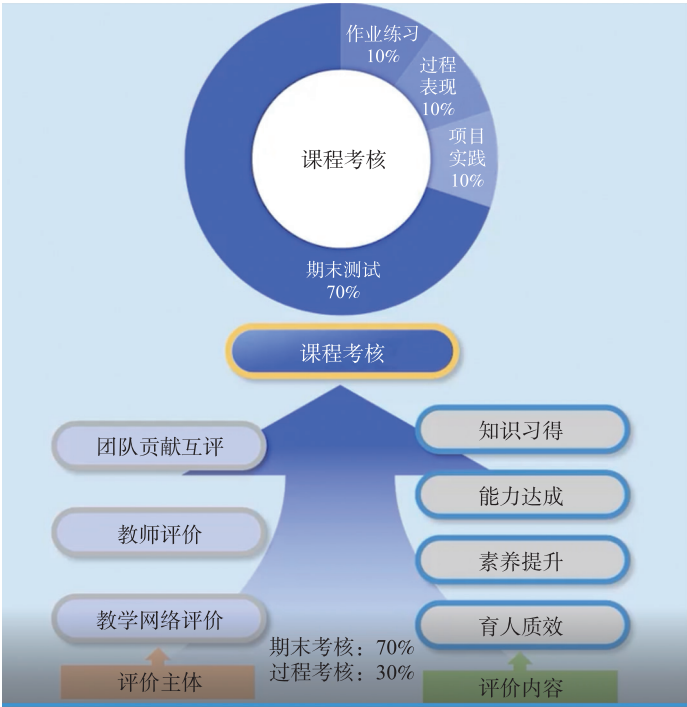 作业练习
10%
过程
表现
10%
项目
实践
10%
课程考核
期末测试
70%
课程考核
团队贡献互评
教师评价
教学网络评价
评价主体
知识习得
能力达成
素养提升
育人质效
评价内容
期末考核：70%
过程考核：30%